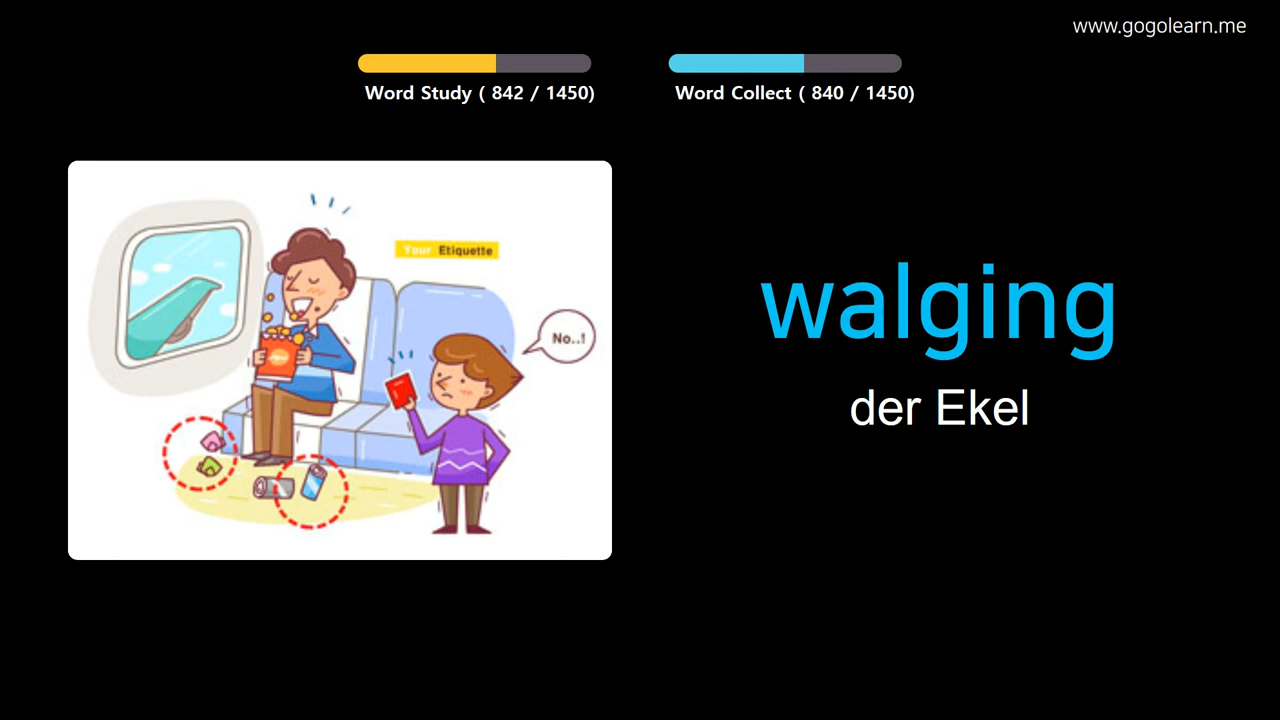 www.gogolearn.me
Word Study ( 842 / 1450)
Word Collect ( 840 / 1450)
Your Etiquette
No..!
walging
der Ekel